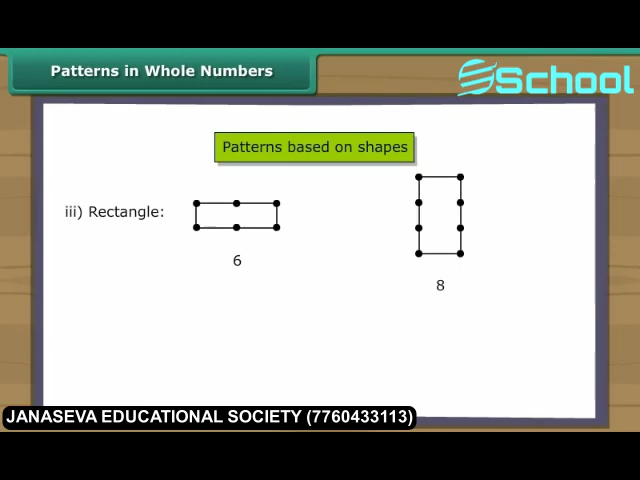 Patterns in Whole Numbers
School
Patterns based on shapes
iii) Rectangle:
6
8
JANASEVA EDUCATIONAL SOCIETY (7760433113)